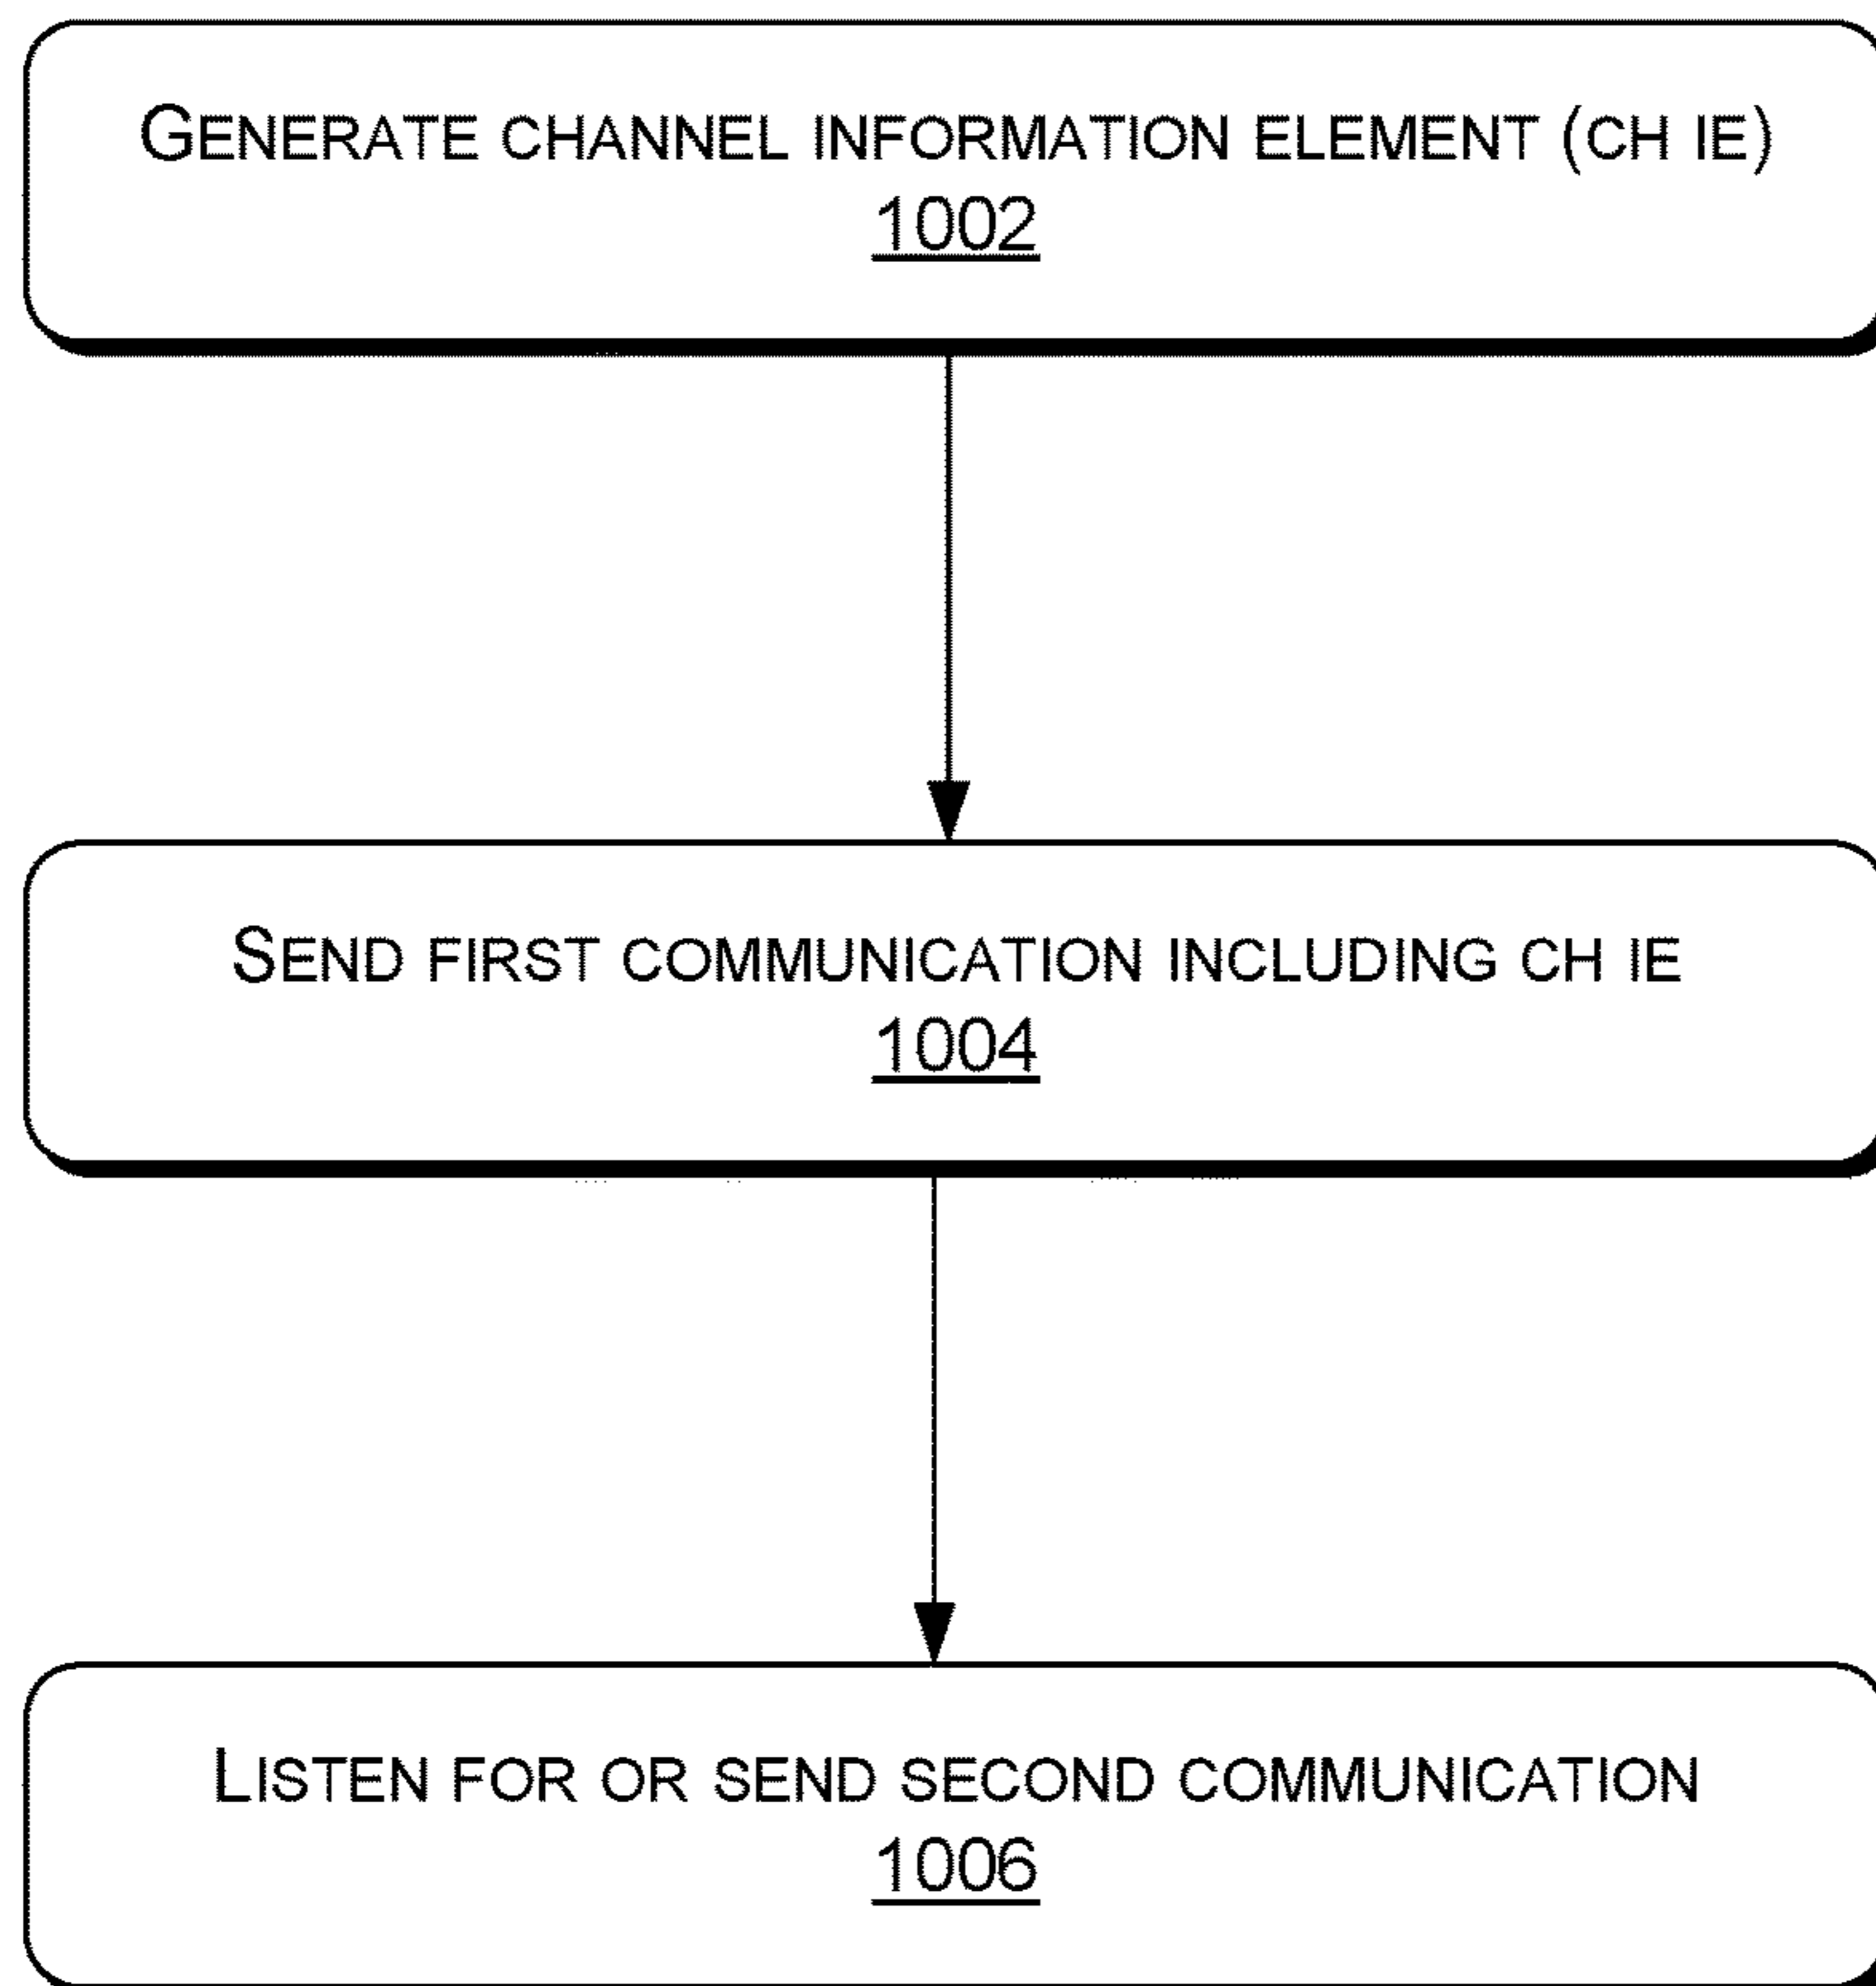 GENERATE CHANNEL INFORMATION ELEMENT (CH IE)
1002
SEND FIRST COMMUNICATION INCLUDING CH IE
1004
LISTEN FOR OR SEND SECOND COMMUNICATION
1006